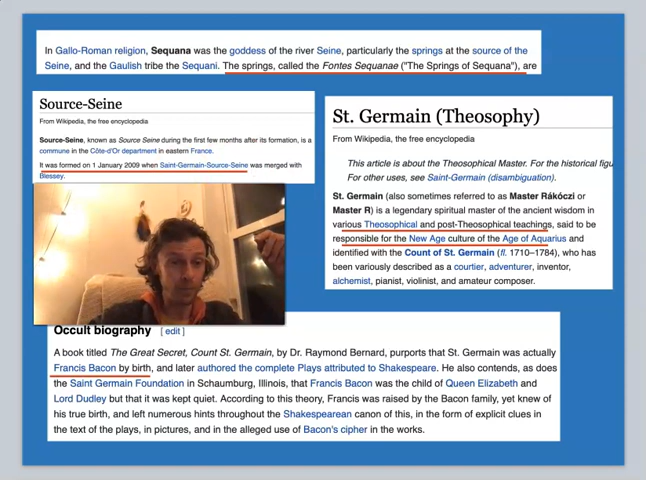 In Gallo-Roman religion, Sequana was the goddess of the river Seine, particularly the springs at the source of the
Seine, and the Gaulish tribe the Sequani. The springs, called the Fontes Sequanae ("The Springs of Sequana"), are
Source-Seine
From Wikipedia, the free encyclopedia
Source-Seine, known as Source Seine during the first few months after its formation, is a
commune in the Côte-d'Or department in eastern France.
It was formed on 1 January 2009 when Saint-Germain-Source-Seine was merged with
Blessey.
St. Germain (Theosophy)
From Wikipedia, the free encyclopedia
This article is about the Theosophical Master. For the historical figu
For other uses, see Saint-Germain (disambiguation).
St. Germain (also sometimes referred to as Master Rákóczi or
Master R) is a legendary spiritual master of the ancient wisdom in
various Theosophical and post-Theosophical teachings, said to be
responsible for the New Age culture of the Age of Aquarius and
identified with the Count of St. Germain (fl. 1710–1784), who has
been variously described as a courtier, adventurer, inventor,
alchemist, pianist, violinist, and amateur composer.
Occult biography [ edit ]
A book titled The Great Secret, Count St. Germain, by Dr. Raymond Bernard, purports that St. Germain was actually
Francis Bacon by birth, and later authored the complete Plays attributed to Shakespeare. He also contends, as does
the Saint Germain Foundation in Schaumburg, Illinois, that Francis Bacon was the child of Queen Elizabeth and
Lord Dudley but that it was kept quiet. According to this theory, Francis was raised by the Bacon family, yet knew of
his true birth, and left numerous hints throughout the Shakespearean canon of this, in the form of explicit clues in
the text of the plays, in pictures, and in the alleged use of Bacon's cipher in the works.